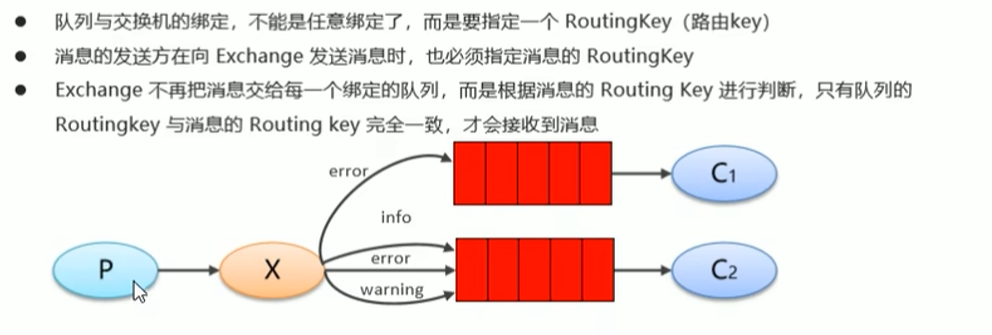 队列与交换机的绑定，不能是任意绑定了，而是要指定一个 RoutingKey（路由key）
消息的发送方在向 Exchange 发送消息时，也必须指定消息的 RoutingKey
Exchange 不再把消息交给每一个绑定的队列，而是根据消息的 Routing Key 进行判断，只有队列的
Routingkey 与消息的 Routing key 完全一致，才会接收到消息
error
C1
info
P
X
error
C2
warning